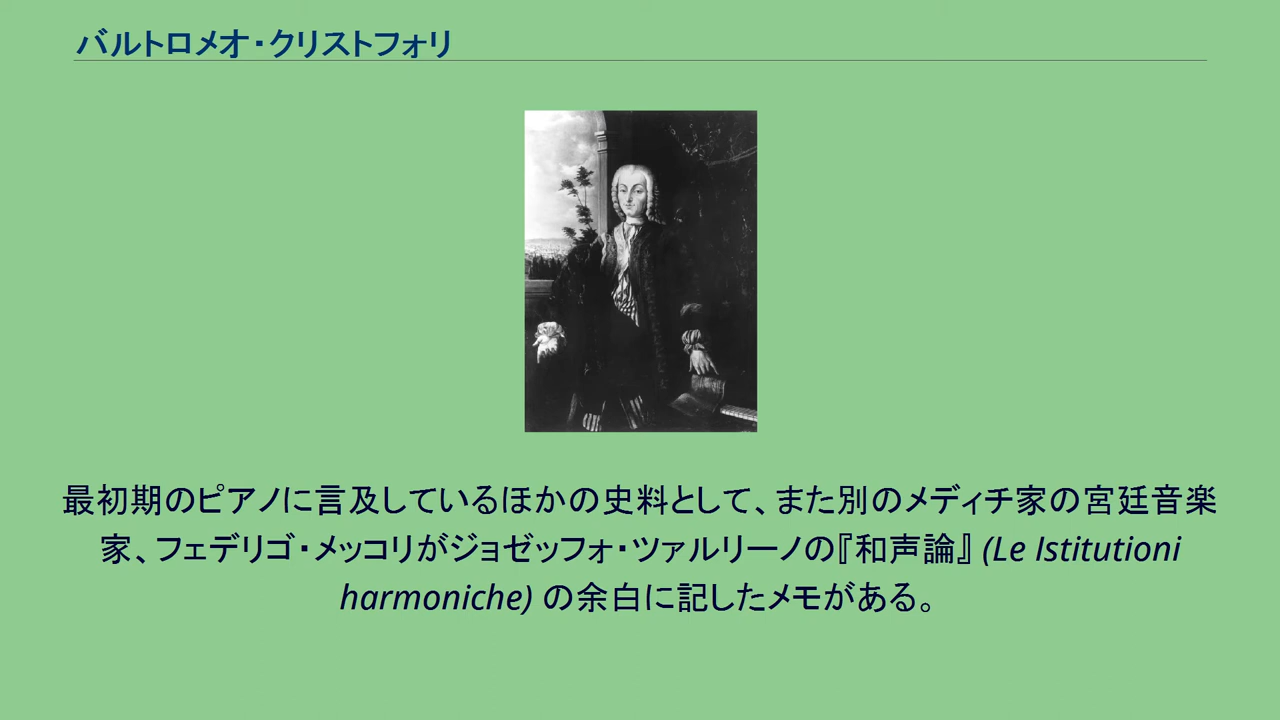 バルトロメオ・クリストフォリ
最初期のピアノに言及しているほかの史料として、また別のメディチ家の宮廷音楽
家、フェデリゴ・メッコリがジョゼッフォ・ツァルリーノの『和声論』 (Le Istitutioni
harmoniche) の余白に記したメモがある。